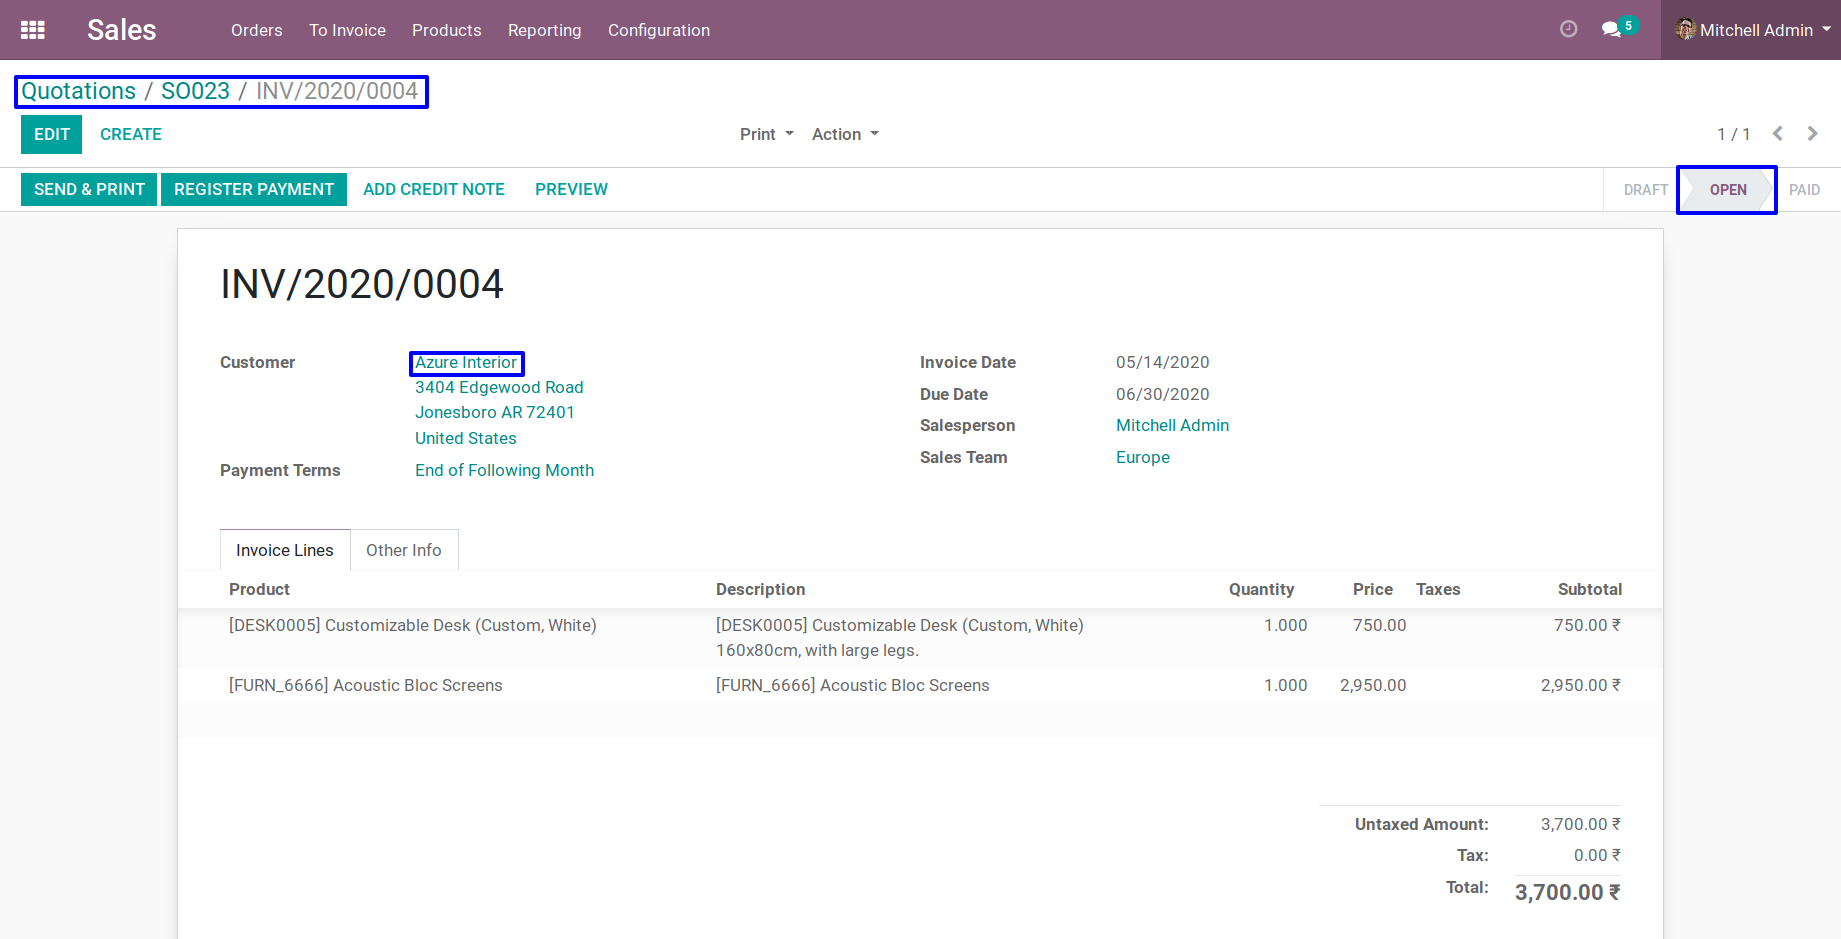 Sales Orders To Invoice Products Reporting Configuration 5 Mitchell Admin
Quotations / SO023 / INV/2020/0004
EDIT CREATE Print Action 1 / 1
SEND & PRINT REGISTER PAYMENT ADD CREDIT NOTE PREVIEW DRAFT OPEN PAID
INV/2020/0004
Customer Azure Interior Invoice Date 05/14/2020
3404 Edgewood Road Due Date 06/30/2020
Jonesboro AR 72401 Salesperson Mitchell Admin
United States Sales Team Europe
Payment Terms End of Following Month
Invoice Lines Other Info
Product Description Quantity Price Taxes Subtotal
[DESK0005] Customizable Desk (Custom, White) [DESK0005] Customizable Desk (Custom, White) 1.000 750.00 750.00 ₹
160x80cm, with large legs.
[FURN_6666] Acoustic Bloc Screens [FURN_6666] Acoustic Bloc Screens 1.000 2,950.00 2,950.00 ₹
Untaxed Amount: 3,700.00 ₹
Tax: 0.00 ₹
Total: 3,700.00 ₹